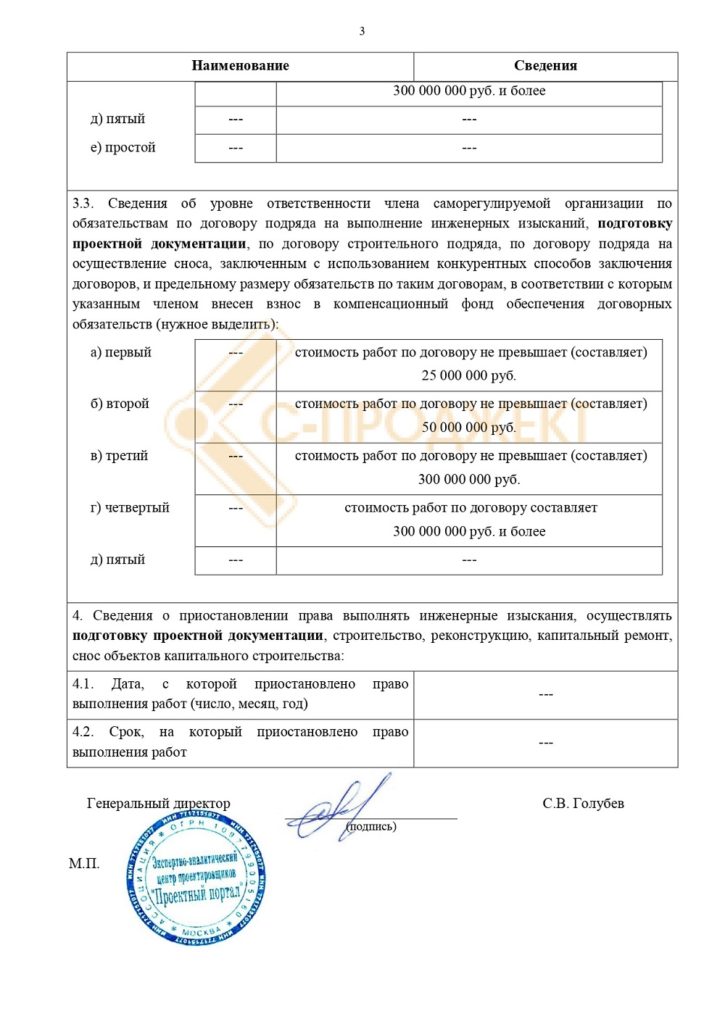 3
Наименование
Сведения
300 000 000 руб. и более
д) пятый --- ---
е) простой --- ---
3.3. Сведения об уровне ответственности члена саморегулируемой организации по
обязательствам по договору подряда на выполнение инженерных изысканий, подготовку
проектной документации, по договору строительного подряда, по договору подряда на
осуществление сноса, заключенным с использованием конкурентных способов заключения
договоров, и предельному размеру обязательств по таким договорам, в соответствии с которым
указанным членом внесен взнос в компенсационный фонд обеспечения договорных
обязательств (нужное выделить):
а) первый --- стоимость работ по договору не превышает (составляет)
25 000 000 руб.
б) второй --- стоимость работ по договору не превышает (составляет)
50 000 000 руб.
в) третий --- стоимость работ по договору не превышает (составляет)
300 000 000 руб.
г) четвертый --- стоимость работ по договору составляет
300 000 000 руб. и более
д) пятый --- ---
С-ПРОДЖЕКТ
4. Сведения о приостановлении права выполнять инженерные изыскания, осуществлять
подготовку проектной документации, строительство, реконструкцию, капитальный ремонт,
снос объектов капитального строительства:
4.1. Дата, с которой приостановлено право
выполнения работ (число, месяц, год)
---
4.2. Срок, на который приостановлено право
выполнения работ
---
Генеральный директор
(подпись)
С.В. Голубев
М.П.
АССОЦИАЦИЯ
Экспертно-аналитический
центр проектировщиков
"Проектный портал"
МОСКВА